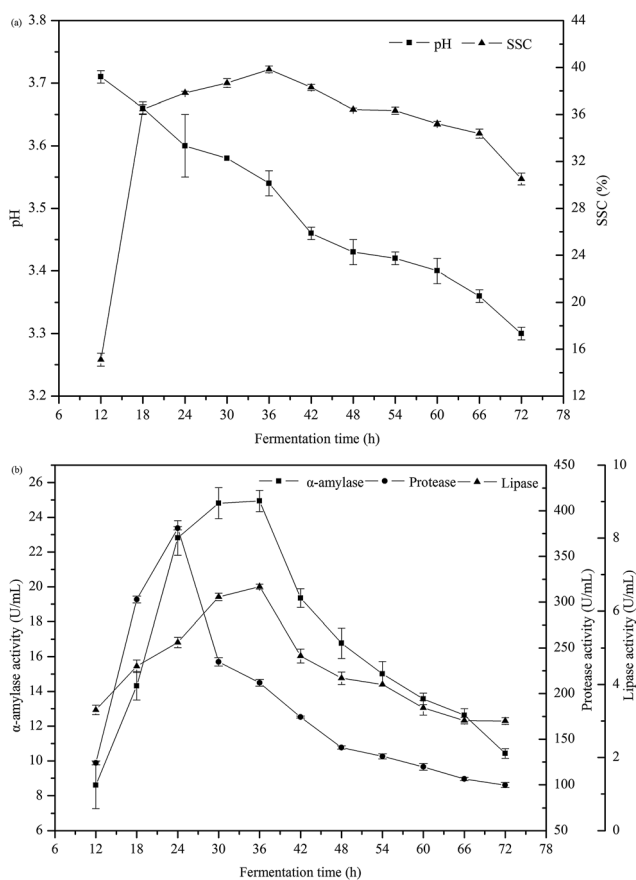 (a)
pH
SSC
3.8
3.7
3.6
3.5
3.4
3.3
3.2
pH
44
40
36
32
28
24
20
16
12
SSC (%)
6 12 18 24 30 36 42 48 54 60 66 72 78
Fermentation time (h)
(b)
α-amylase
Protease
Lipase
26
24
22
20
18
16
14
12
10
8
6
α-amylase activity (U/mL)
450
400
350
300
250
200
150
100
50
Protease activity (U/mL)
10
8
6
4
2
0
Lipase activity (U/mL)
6 12 18 24 30 36 42 48 54 60 66 72 78
Fermentation time (h)